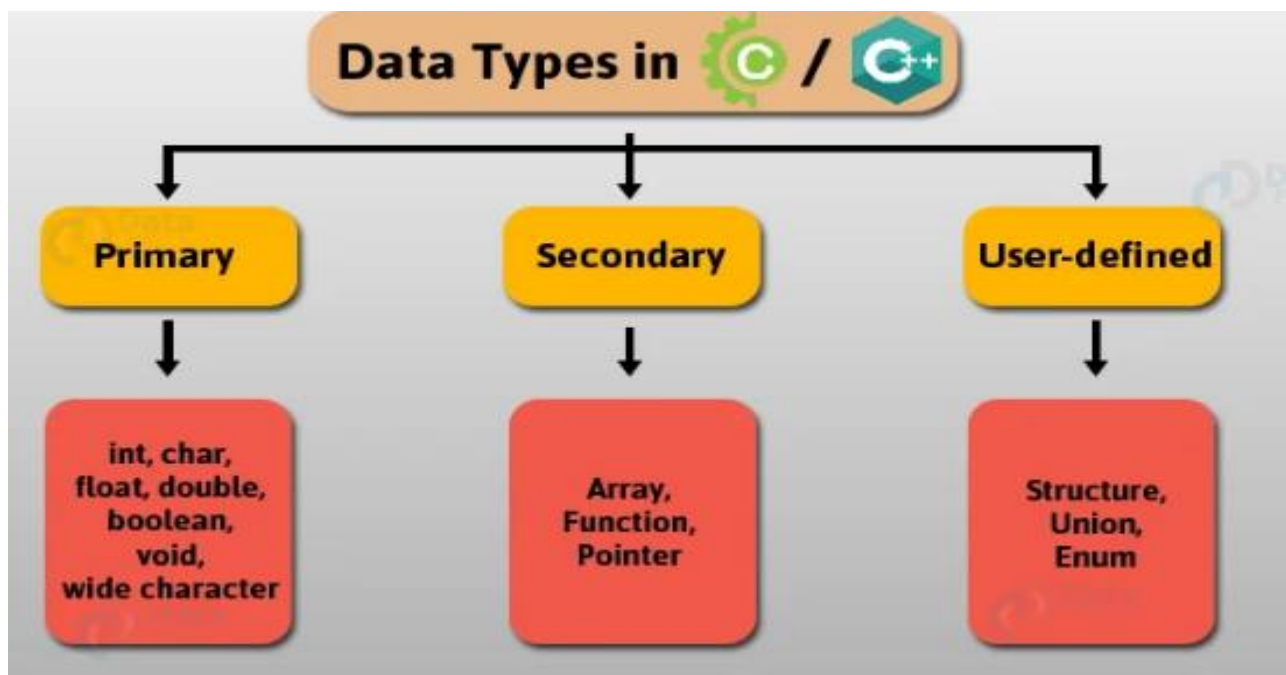 Data Types in C / C++
Primary
Secondary
User-defined
int, char,
float, double,
boolean,
void,
wide character
Array,
Function,
Pointer
Structure,
Union,
Enum
Data